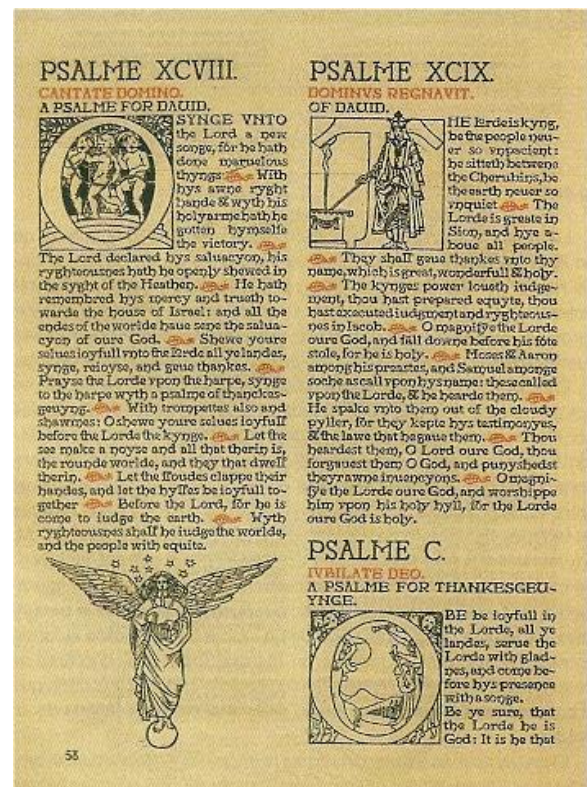 PSALME XCVIII.
CANTATE DOMINO.
A PSALME FOR DAUID.
O SYNGE VNTO
the Lord a new
songe, for he hath
done maruelous
thyngs With
hys awne ryght
hande & wyth his
holy arme hath he
gotten hymselfe
the victory.
The Lord declared hys saluacyon, his
ryghteousnes hath he openly shewed in
the syght of the Heathen. He hath
remembred hys mercy and trueth to-
warde the house of Israel: and all the
endes of the worlde haue sene the salua-
cyon of oure God. Shewe youre
selues ioyfull vnto the Lorde all ye landes,
synge, reioyse, and geue thankes.
Prayse the Lorde vpon the harpe, synge
to the harpe wyth a psalme of thanckes-
geuyng. With trompettes also and
shawmes: O shewe youre selues ioyfull
before the Lorde the kynge. Let the
see make a noyse and all that therin is,
the rounde worlde, and they that dwell
therin. Let the floudes clappe their
handes, and let the hylles be ioyfull to-
gether Before the Lord, for he is
come to iudge the earth. Wyth
ryghteousnes shall he iudge the worlde,
and the people with equite.
53
PSALME XCIX.
DOMINVS REGNAVIT.
OF DAUID.
THE Lorde is kyng,
be the people neu-
er so vnpacient:
he sitteth betwene
the Cherubins, be
the earth neuer so
vnquiet The
Lorde is greate in
Sion, and hye a-
boue all people.
They shall geue thankes vnto thy
name, which is great, wonderfull & holy.
The kynges power loueth iudge-
ment, thou hast prepared equyte, thou
hast executed iudgment and ryghteous-
nes in Iacob. O magnifye the Lorde
oure God, and fall downe before his fote
stole, for he is holy. Moses & Aaron
among his preastes, and Samuel amonge
soche as call vpon hys name: these called
vpon the Lorde, & he hearde them.
He spake vnto them out of the cloudy
pyller, for they kepte hys testimonyes,
& the lawe that he gaue them. Thou
heardest them, O Lord oure God, thou
forgauest them O God, and punyshedst
theyr awne inuencyons. O magni-
fye the Lorde oure God, and worshippe
him vpon his holy hyll, for the Lorde
oure God is holy.
PSALME C.
IVBILATE DEO.
A PSALME FOR THANKESGEU-
YNGE.
O BE be ioyfull in
the Lorde, all ye
landes, serue the
Lorde with glad-
nes, and come be-
fore hys presence
with a songe.
Be ye sure, that
the Lorde he is
God: It is he that